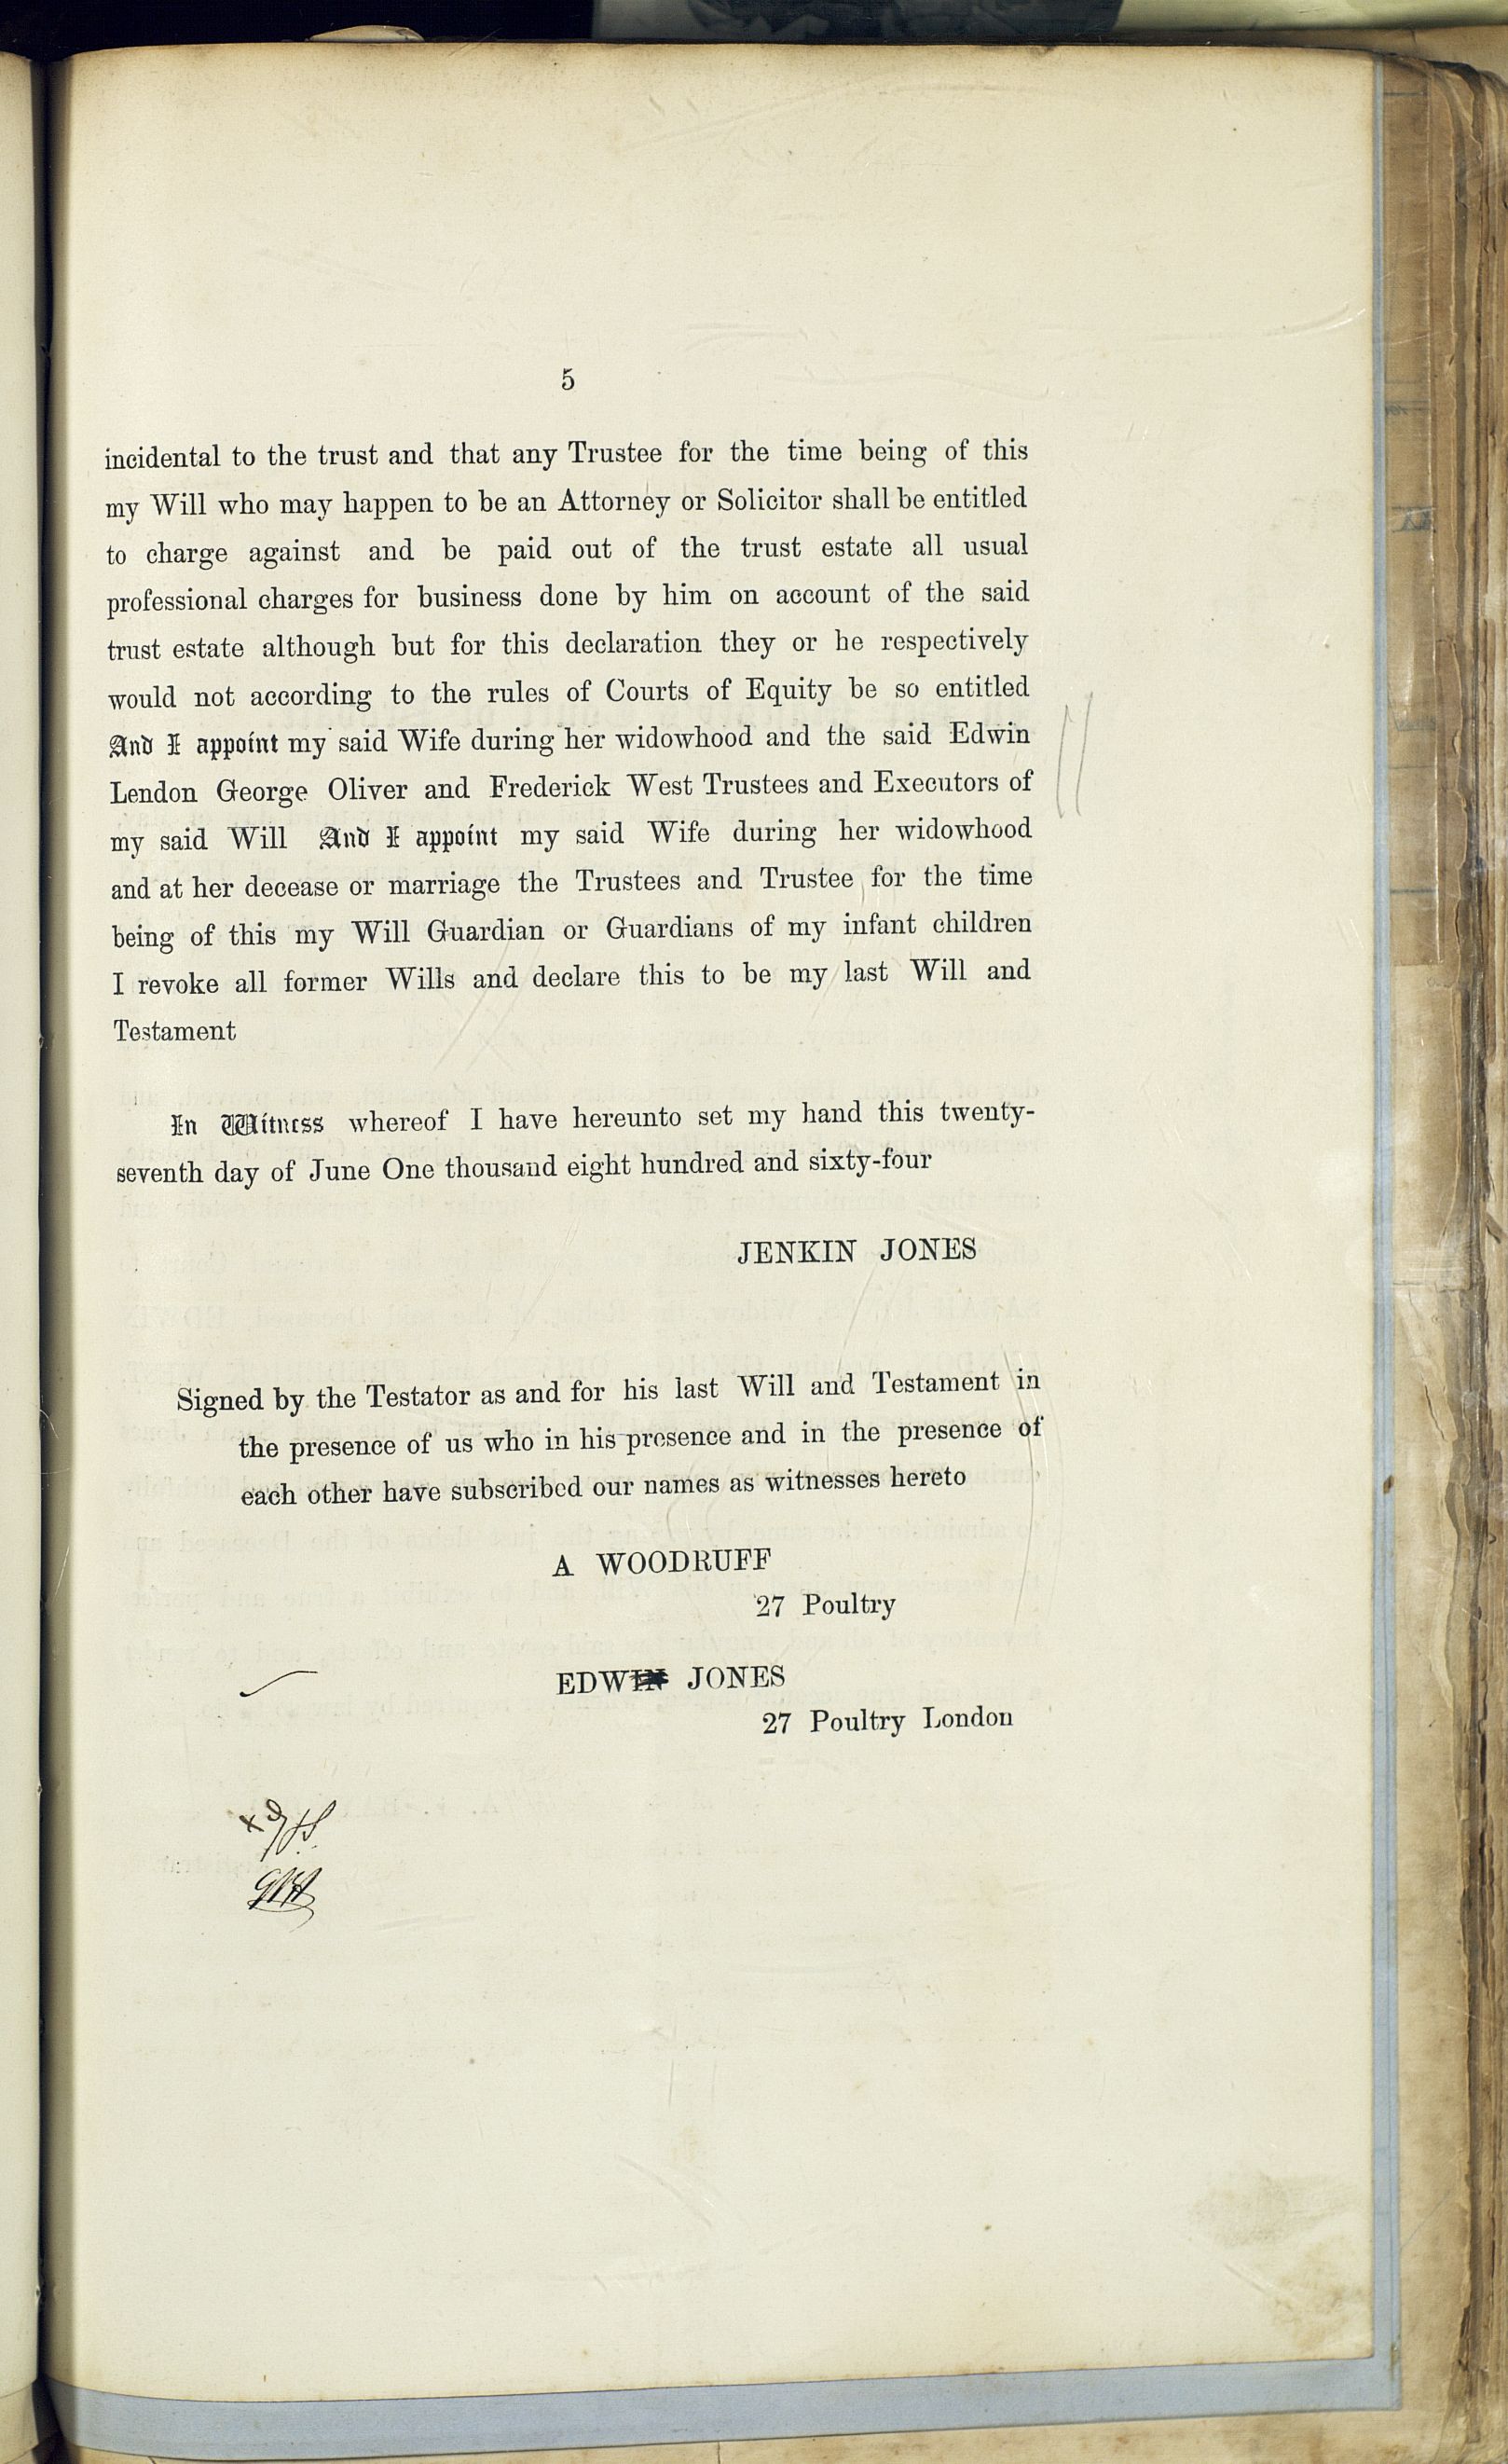 5
incidental to the trust and that any Trustee for the time being of this
my Will who may happen to be an Attorney or Solicitor shall be entitled
to charge against and be paid out of the trust estate all usual
professional charges for business done by him on account of the said
trust estate although but for this declaration they or he respectively
would not according to the rules of Courts of Equity be so entitled
And I appoint my said Wife during her widowhood and the said Edwin
Lendon George Oliver and Frederick West Trustees and Executors of
my said Will And I appoint my said Wife during her widowhood
and at her decease or marriage the Trustees and Trustee for the time
being of this my Will Guardian or Guardians of my infant children
I revoke all former Wills and declare this to be my last Will and
Testament
In Witness whereof I have hereunto set my hand this twenty-
seventh day of June One thousand eight hundred and sixty-four
JENKIN JONES
Signed by the Testator as and for his last Will and Testament in
the presence of us who in his presence and in the presence of
each other have subscribed our names as witnesses hereto
A WOODRUFF
27 Poultry
EDWIN JONES
27 Poultry London